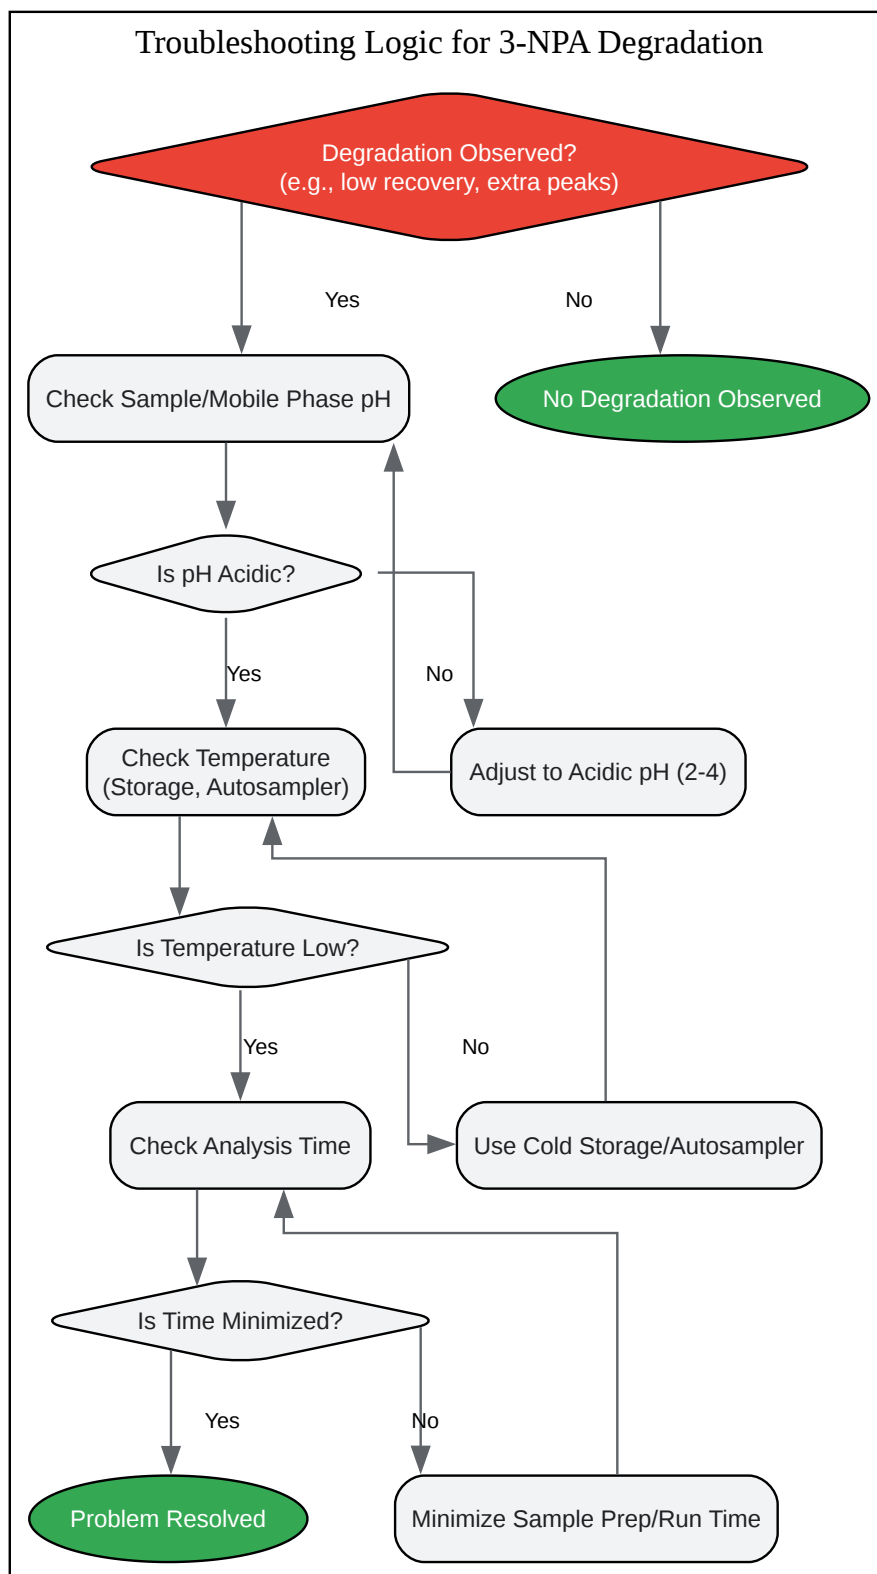 Troubleshooting Logic for 3-NPA Degradation
Degradation Observed?
(e.g., low recovery, extra peaks)
Yes
No
Check Sample/Mobile Phase pH
No Degradation Observed
Is pH Acidic?
Yes
No
Check Temperature
(Storage, Autosampler)
Adjust to Acidic pH (2-4)
Is Temperature Low?
Yes
No
Check Analysis Time
Use Cold Storage/Autosampler
Is Time Minimized?
Yes
No
Problem Resolved
Minimize Sample Prep/Run Time